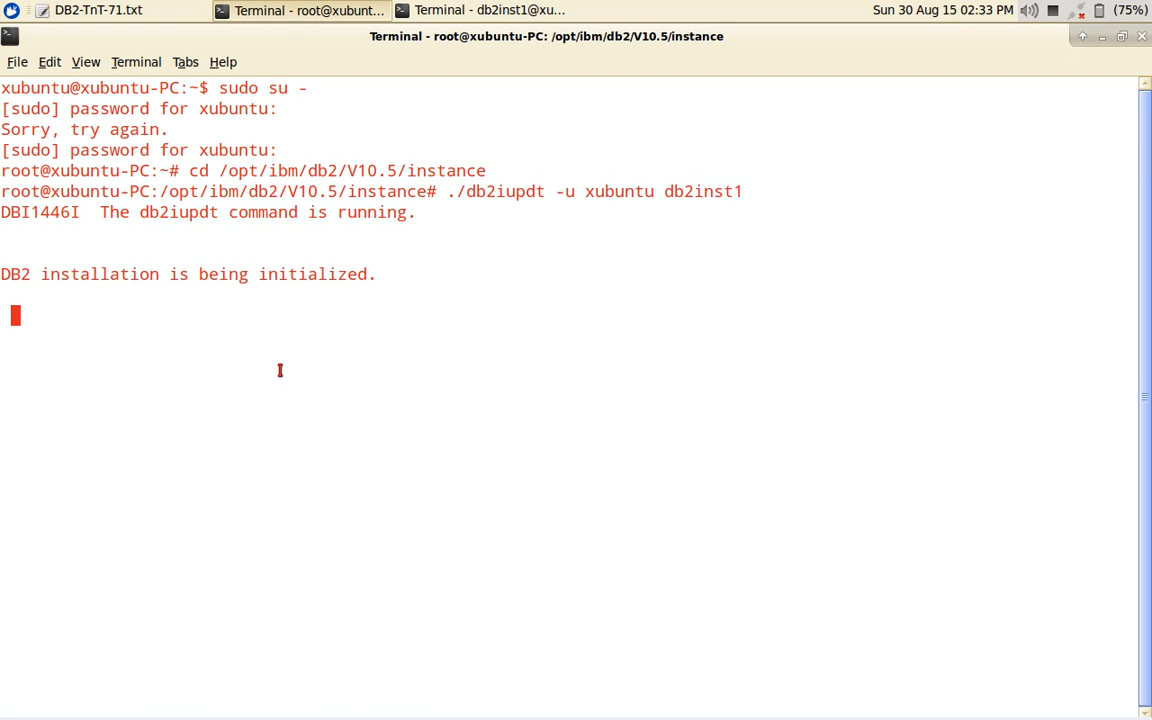 DB2-TnT-71.txt
Terminal - root@xubunt...
Terminal - db2inst1@xu...
Sun 30 Aug 15 02:33 PM
(75%)
Terminal - root@xubuntu-PC: /opt/ibm/db2/V10.5/instance
File Edit View Terminal Tabs Help
xubuntu@xubuntu-PC:~$ sudo su -
[sudo] password for xubuntu:
Sorry, try again.
[sudo] password for xubuntu:
root@xubuntu-PC:~# cd /opt/ibm/db2/V10.5/instance
root@xubuntu-PC:/opt/ibm/db2/V10.5/instance# ./db2iupdt -u xubuntu db2inst1
DBI1446I  The db2iupdt command is running.
DB2 installation is being initialized.